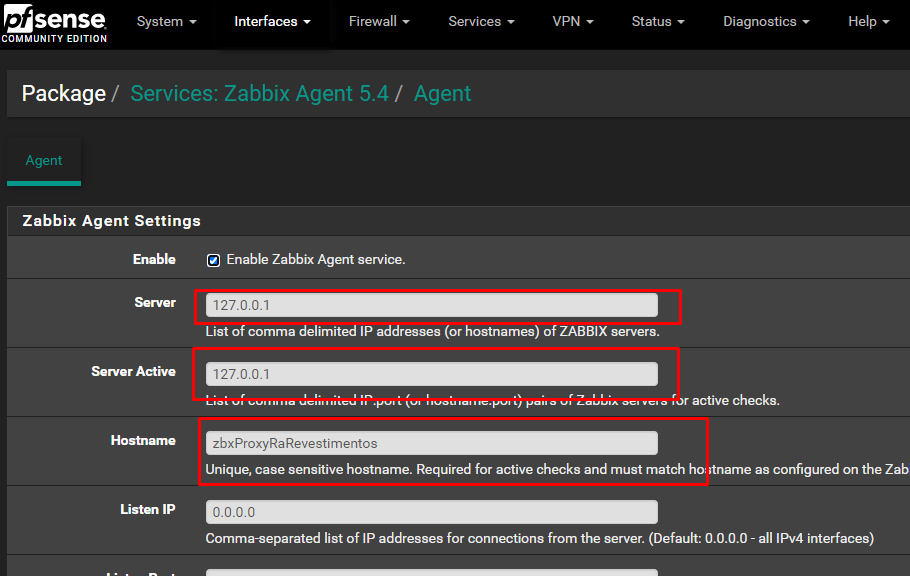 pfsense
COMMUNITY EDITION
System Interfaces Firewall Services VPN Status Diagnostics Help
Package / Services: Zabbix Agent 5.4 / Agent
Agent
Zabbix Agent Settings
Enable Enable Zabbix Agent service.
Server 127.0.0.1
List of comma delimited IP addresses (or hostnames) of ZABBIX servers.
Server Active 127.0.0.1
List of comma delimited IP:port (or hostname:port) pairs of Zabbix servers for active checks.
Hostname zbxProxyRaRevestimentos
Unique, case sensitive hostname. Required for active checks and must match hostname as configured on the Zab
Listen IP 0.0.0.0
Comma-separated list of IP addresses for connections from the server. (Default: 0.0.0.0 - all IPv4 interfaces)